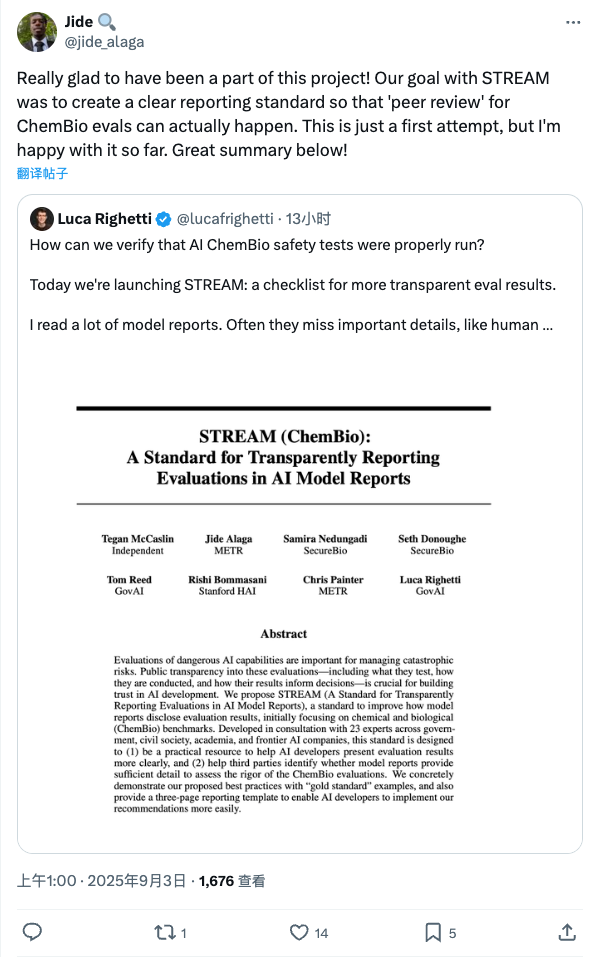 Jide 🔍
@jide_alaga
Really glad to have been a part of this project! Our goal with STREAM
was to create a clear reporting standard so that 'peer review' for
ChemBio evals can actually happen. This is just a first attempt, but I'm
happy with it so far. Great summary below!
翻译帖子
Luca Righetti @lucafrighetti · 13小时
How can we verify that AI ChemBio safety tests were properly run?
Today we're launching STREAM: a checklist for more transparent eval results.
I read a lot of model reports. Often they miss important details, like human ...
STREAM (ChemBio):
A Standard for Transparently Reporting
Evaluations in AI Model Reports
Tegan McCaslin Jide Alaga Samira Nedungadi Seth Donoughe
Independent METR SecureBio SecureBio
Tom Reed Rishi Bommasani Chris Painter Luca Righetti
GovAI Stanford HAI METR GovAI
Abstract
Evaluations of dangerous AI capabilities are important for managing catastrophic
risks. Public transparency into these evaluations—including what they test, how
they are conducted, and how their results inform decisions—is crucial for building
trust in AI development. We propose STREAM (A Standard for Transparently
Reporting Evaluations in AI Model Reports), a standard to improve how model
reports disclose evaluation results, initially focusing on chemical and biological
(ChemBio) benchmarks. Developed in consultation with 23 experts across govern-
ment, civil society, academia, and frontier AI companies, this standard is designed
to (1) be a practical resource to help AI developers present evaluation results
more clearly, and (2) help third parties identify whether model reports provide
sufficient detail to assess the rigor of the ChemBio evaluations. We concretely
demonstrate our proposed best practices with “gold standard” examples, and also
provide a three-page reporting template to enable AI developers to implement our
recommendations more easily.
上午1:00 · 2025年9月3日 · 1,676 查看
1 14 5